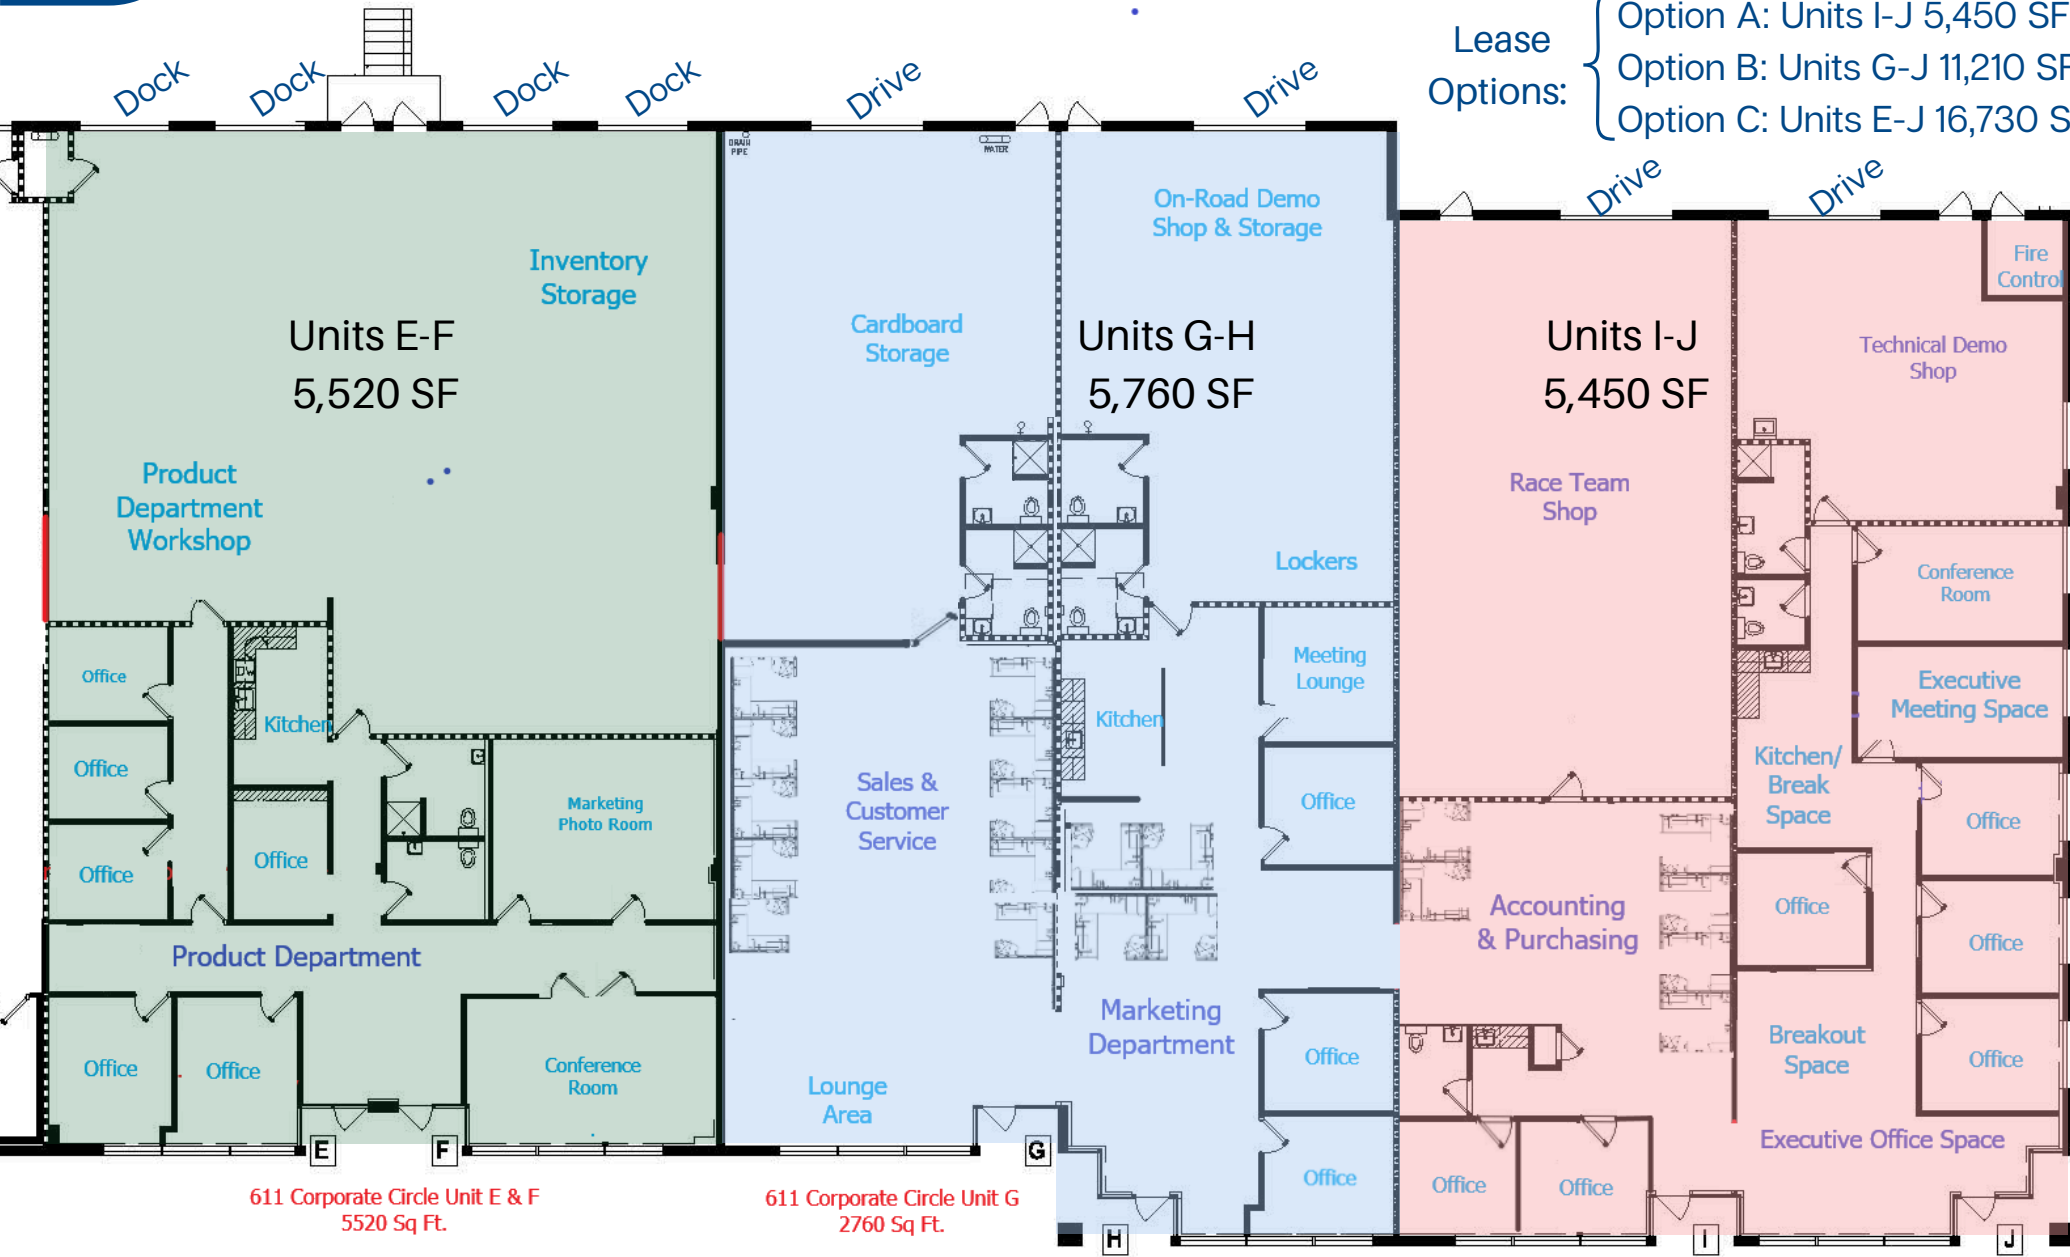 Lease
Options:
Option A: Units I-J 5,450 SF
Option B: Units G-J 11,210 SF
Option C: Units E-J 16,730 S
Dock
Dock
Dock
Dock
Drive
Drive
Drive
Drive
DRAIN
PIPE
WATER
Inventory
Storage
Units E-F
5,520 SF
Product
Department
Workshop
Office
Office
Office
Kitchen
Office
Marketing
Photo Room
Product Department
Office
Office
Conference
Room
E
F
611 Corporate Circle Unit E & F
5520 Sq Ft.
On-Road Demo
Shop & Storage
Cardboard
Storage
Units G-H
5,760 SF
Lockers
Meeting
Lounge
Kitchen
Office
Sales &
Customer
Service
Marketing
Department
Lounge
Area
Office
Office
G
H
611 Corporate Circle Unit G
2760 Sq Ft.
Fire
Control
Units I-J
5,450 SF
Technical Demo
Shop
Race Team
Shop
Conference
Room
Executive
Meeting Space
Kitchen/
Break
Space
Office
Office
Office
Office
Accounting
& Purchasing
Breakout
Space
Executive Office Space
Office
Office
I
J